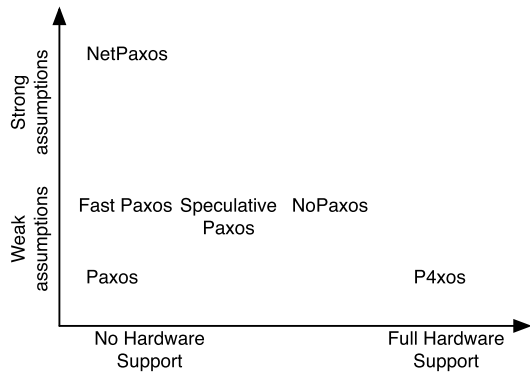 Strong
assumptions
Weak
assumptions
NetPaxos
Fast Paxos
Speculative
Paxos
NoPaxos
Paxos
P4xos
No Hardware
Support
Full Hardware
Support